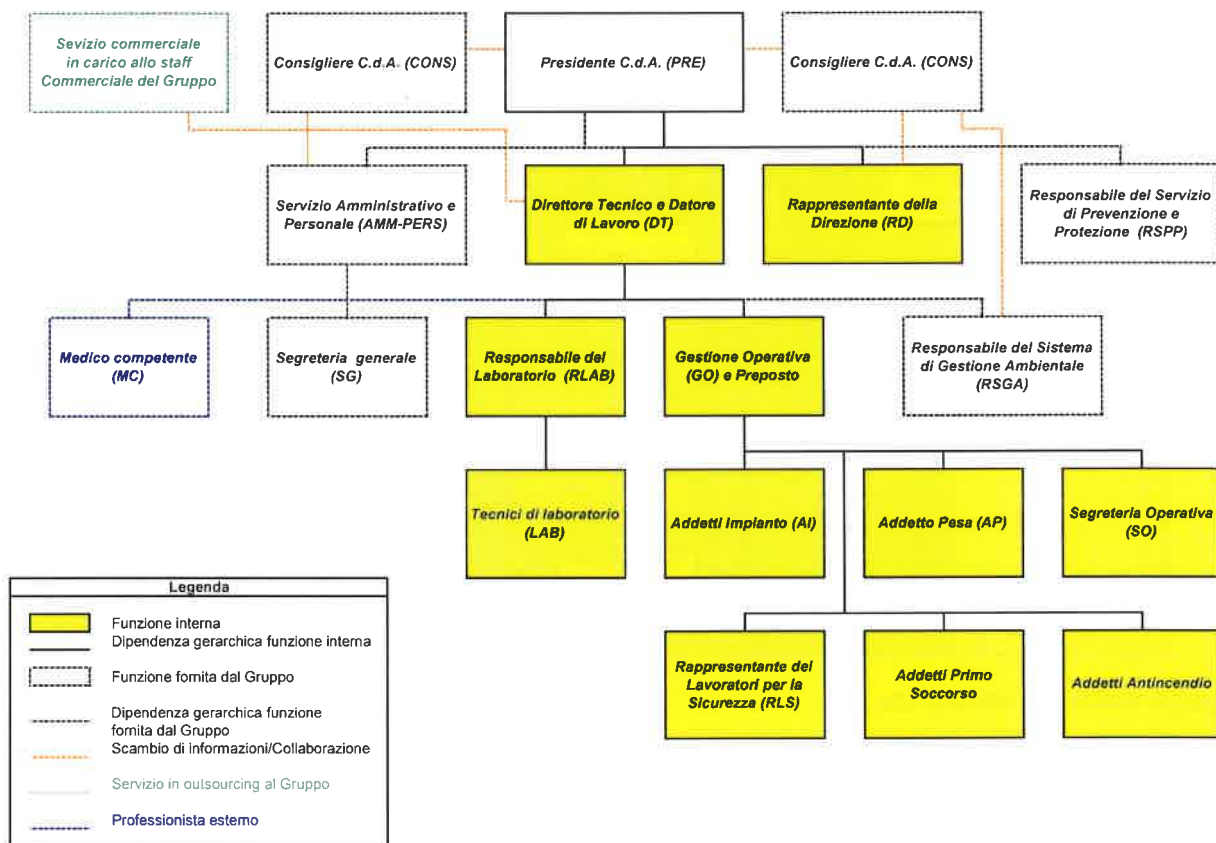 Sevizio commerciale
in carico allo staff
Commerciale del Gruppo
Consigliere C.d.A. (CONS)
Presidente C.d.A. (PRE)
Consigliere C.d.A. (CONS)
Servizio Amministrativo e
Personale (AMM-PERS)
Direttore Tecnico e Datore
di Lavoro (DT)
Rappresentante della
Direzione (RD)
Responsabile del Servizio
di Prevenzione e
Protezione (RSPP)
Medico competente
(MC)
Segreteria generale
(SG)
Responsabile del
Laboratorio (RLAB)
Gestione Operativa
(GO) e Preposto
Responsabile del Sistema
di Gestione Ambientale
(RSGA)
Tecnici di laboratorio
(LAB)
Addetti Impianto (AI)
Addetto Pesa (AP)
Segreteria Operativa
(SO)
Rappresentante dei
Lavoratori per la
Sicurezza (RLS)
Addetti Primo
Soccorso
Addetti Antincendio
Legenda
Funzione interna
Dipendenza gerarchica funzione interna
Funzione fornita dal Gruppo
Dipendenza gerarchica funzione
fornita dal Gruppo
Scambio di informazioni/Collaborazione
Servizio in outsourcing al Gruppo
Professionista esterno